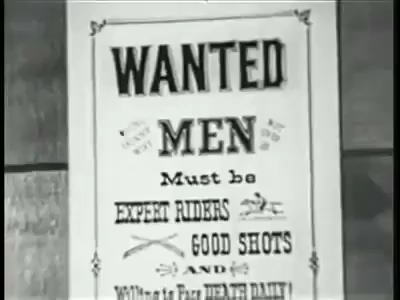 WANTED
MEN
Must be
EXPERT RIDERS
GOOD SHOTS
AND
Willing to Face DEATH DAILY!